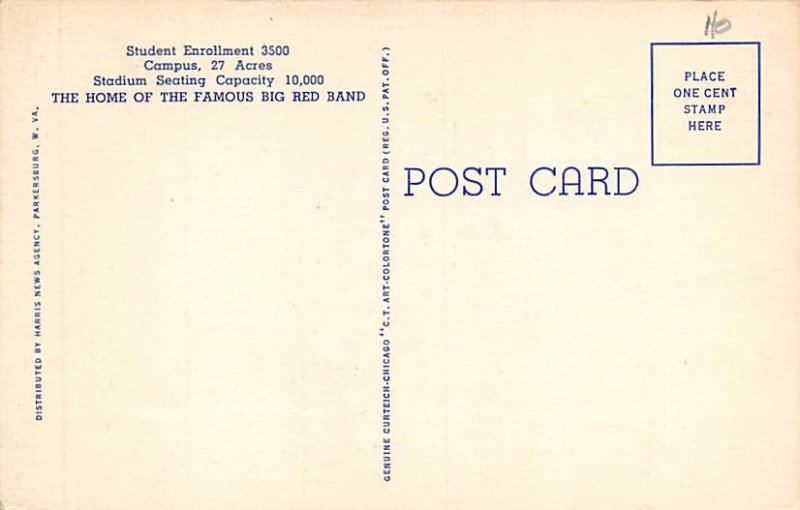 Student Enrollment 3500
Campus, 27 Acres
Stadium Seating Capacity 10,000
THE HOME OF THE FAMOUS BIG RED BAND
DISTRIBUTED BY HARRIS NEWS AGENCY, PARKERSBURG, W. VA.
GENUINE CURTEICH-CHICAGO "C.T. ART-COLORTONE" POST CARD (REG. U.S. PAT. OFF.)
POST CARD
PLACE
ONE CENT
STAMP
HERE